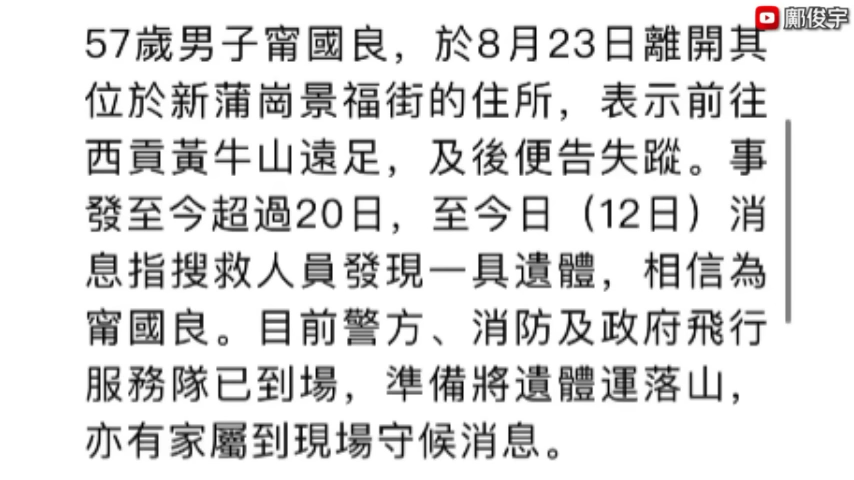 鄺俊宇
57歲男子甯國良，於8月23日離開其
位於新蒲崗景福街的住所，表示前往
西貢黃牛山遠足，及後便告失蹤。事
發至今超過20日，至今日（12日）消
息指搜救人員發現一具遺體，相信為
甯國良。目前警方、消防及政府飛行
服務隊已到場，準備將遺體運落山，
亦有家屬到現場守候消息。